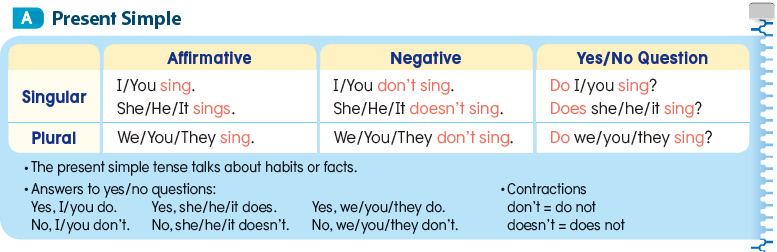 A Present Simple
Affirmative Negative Yes/No Question
Singular
I/You sing. I/You don't sing. Do I/you sing?
She/He/It sings. She/He/It doesn't sing. Does she/he/it sing?
Plural We/You/They sing. We/You/They don't sing. Do we/you/they sing?
• The present simple tense talks about habits or facts.
• Answers to yes/no questions: • Contractions
Yes, I/you do. Yes, she/he/it does. Yes, we/you/they do. don't = do not
No, I/you don't. No, she/he/it doesn't. No, we/you/they don't. doesn't = does not